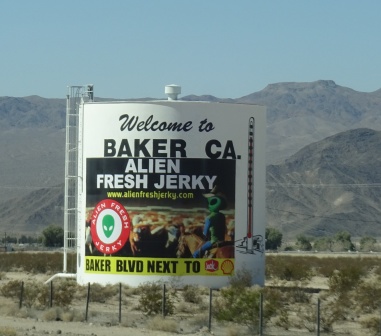 Welcome to
BAKER CA.
ALIEN
FRESH JERKY
www.alienfreshjerky.com
ALIEN FRESH
JERKY
BAKER BLVD NEXT TO